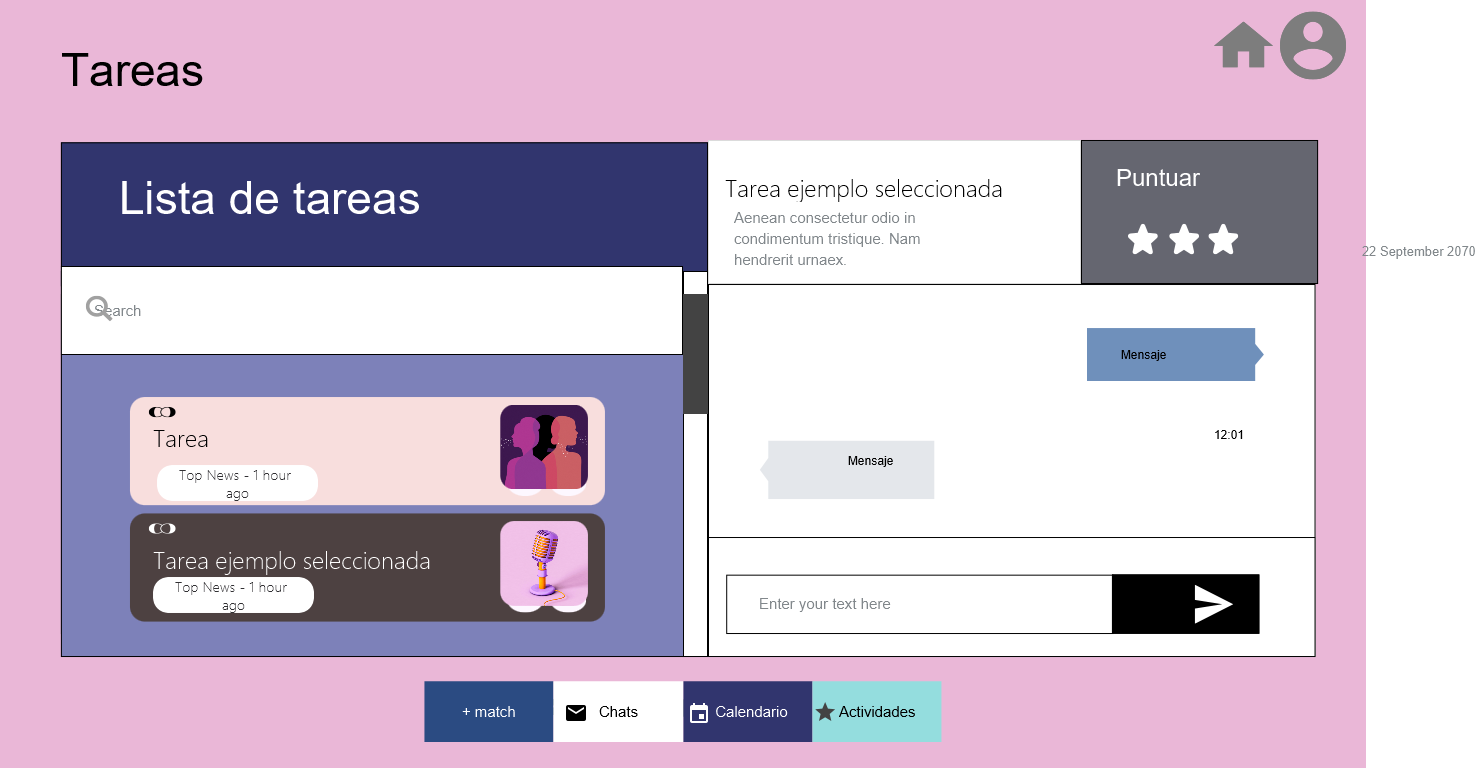 Tareas
Lista de tareas
Search
Tarea
Top News - 1 hour
ago
Tarea ejemplo seleccionada
Top News - 1 hour
ago
Tarea ejemplo seleccionada
Aenean consectetur odio in
condimentum tristique. Nam
hendrerit urnaex.
Puntuar
22 September 2070
Mensaje
12:01
Mensaje
Enter your text here
+ match
Chats
Calendario
Actividades